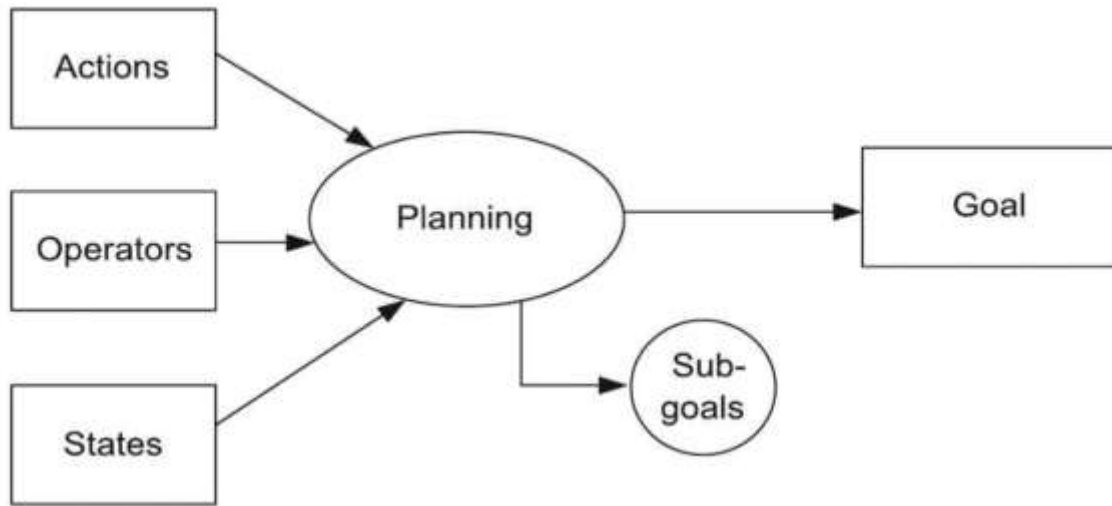 Actions
Planning
Goal
Operators
Sub-
goals
States